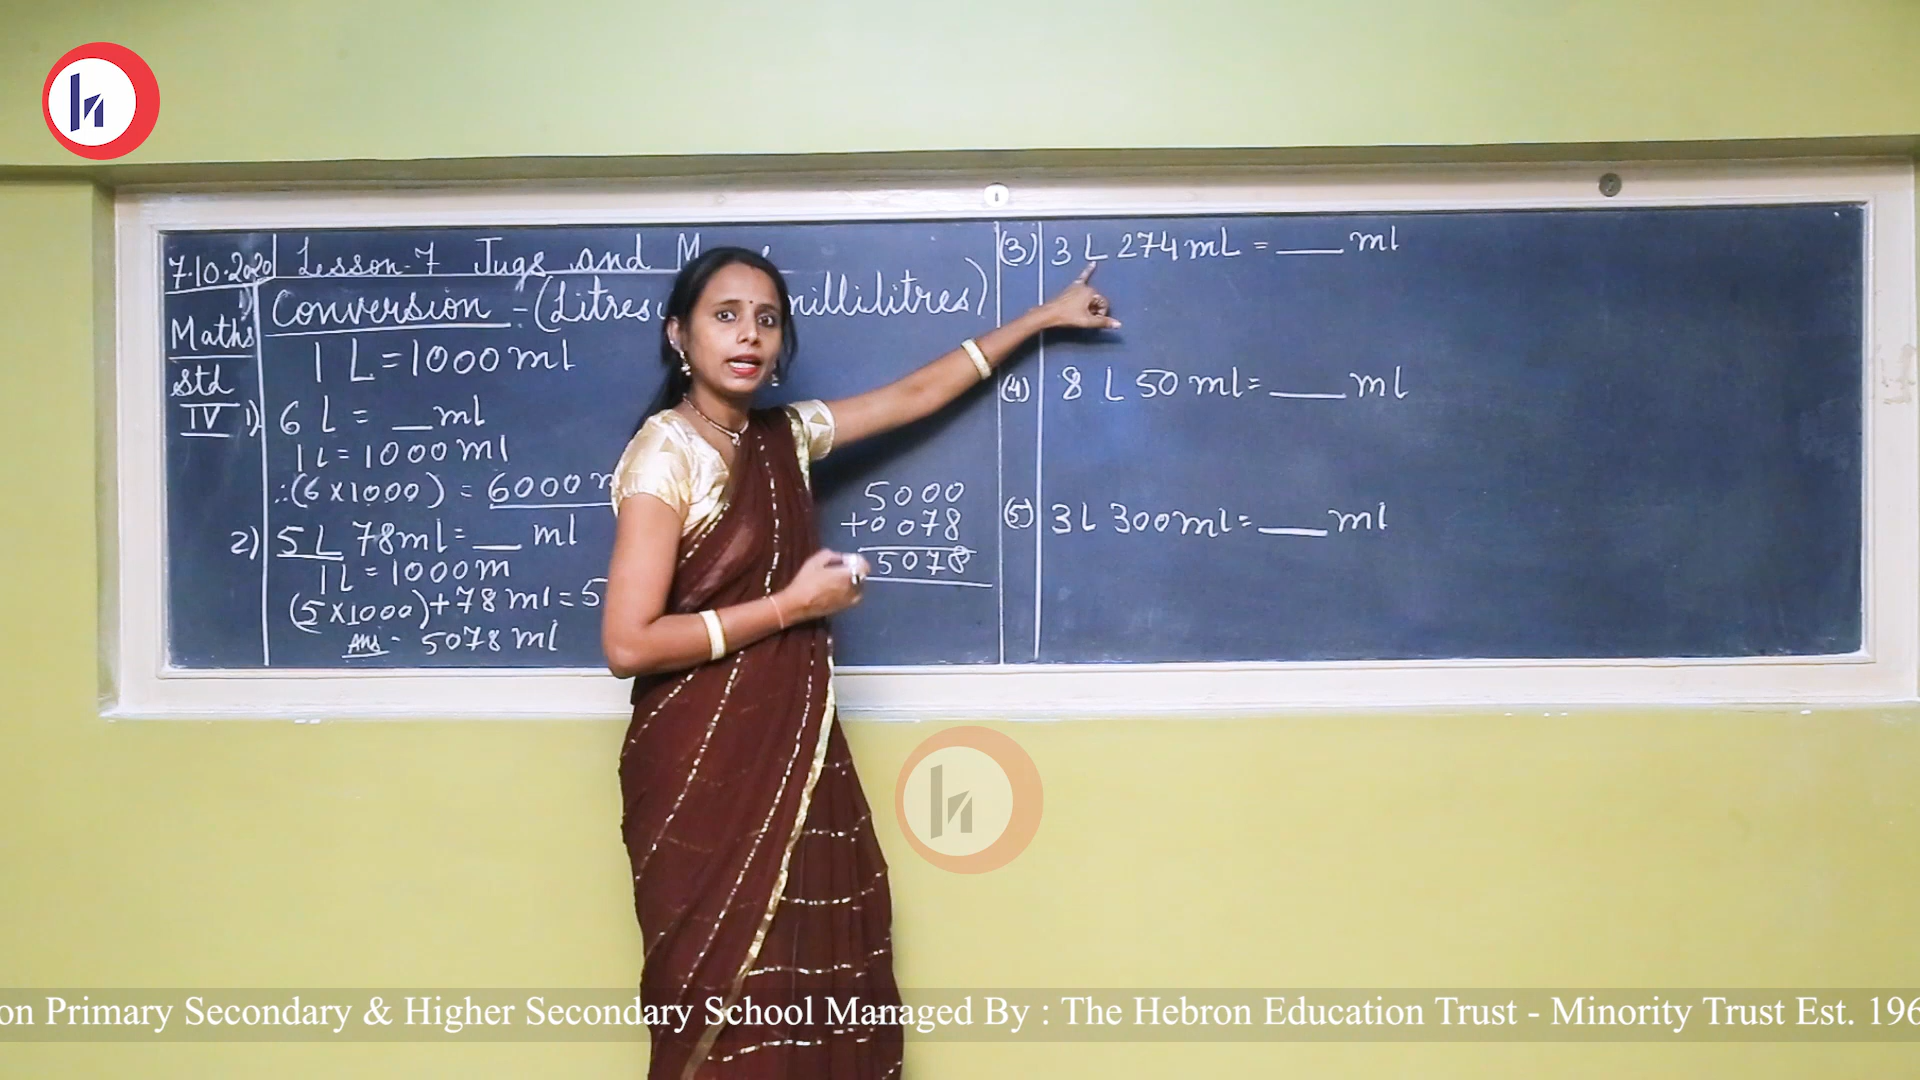 7.10.2020 Lesson-7 Jugs and M
Maths
Std
IV
Conversion - (Litres millilitres)
1 L = 1000 ml
1) 6 L = __ ml
1 L = 1000 ml
∴ (6 x 1000) = 6000 m
2) 5 L 78 ml = __ ml
1 L = 1000 m
(5 x 1000) + 78 ml = 5
Ans - 5078 ml
5000
+0078
5078
(3) 3 L 274 mL = ___ ml
(4) 8 L 50 ml = ___ ml
(5) 3 L 300 ml = ___ ml
on Primary Secondary & Higher Secondary School Managed By : The Hebron Education Trust - Minority Trust Est. 196